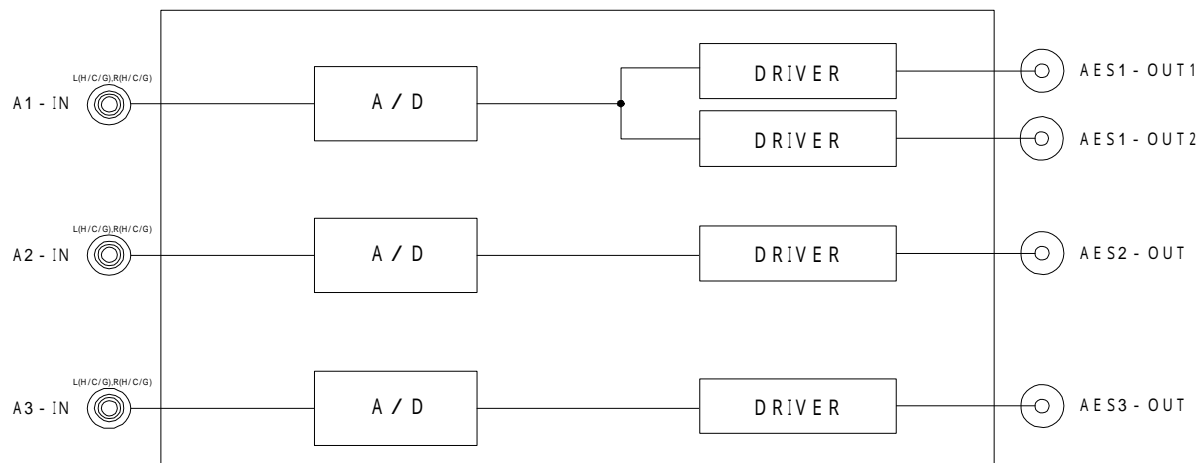 L(H/C/G),R(H/C/G)
A1-IN
A/D
DRIVER
AES1-OUT1
DRIVER
AES1-OUT2
L(H/C/G),R(H/C/G)
A2-IN
A/D
DRIVER
AES2-OUT
L(H/C/G),R(H/C/G)
A3-IN
A/D
DRIVER
AES3-OUT